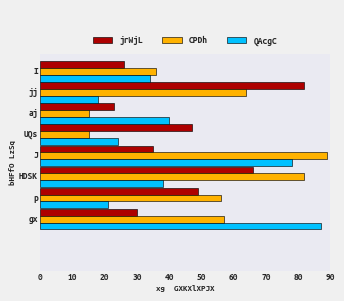 jrWjL CPDh QAcgC
I
jj
aj
UQs
J
HDSK
p
gx
bHFfO LzSq
0 10 20 30 40 50 60 70 80 90
xg GXKXlXPJX